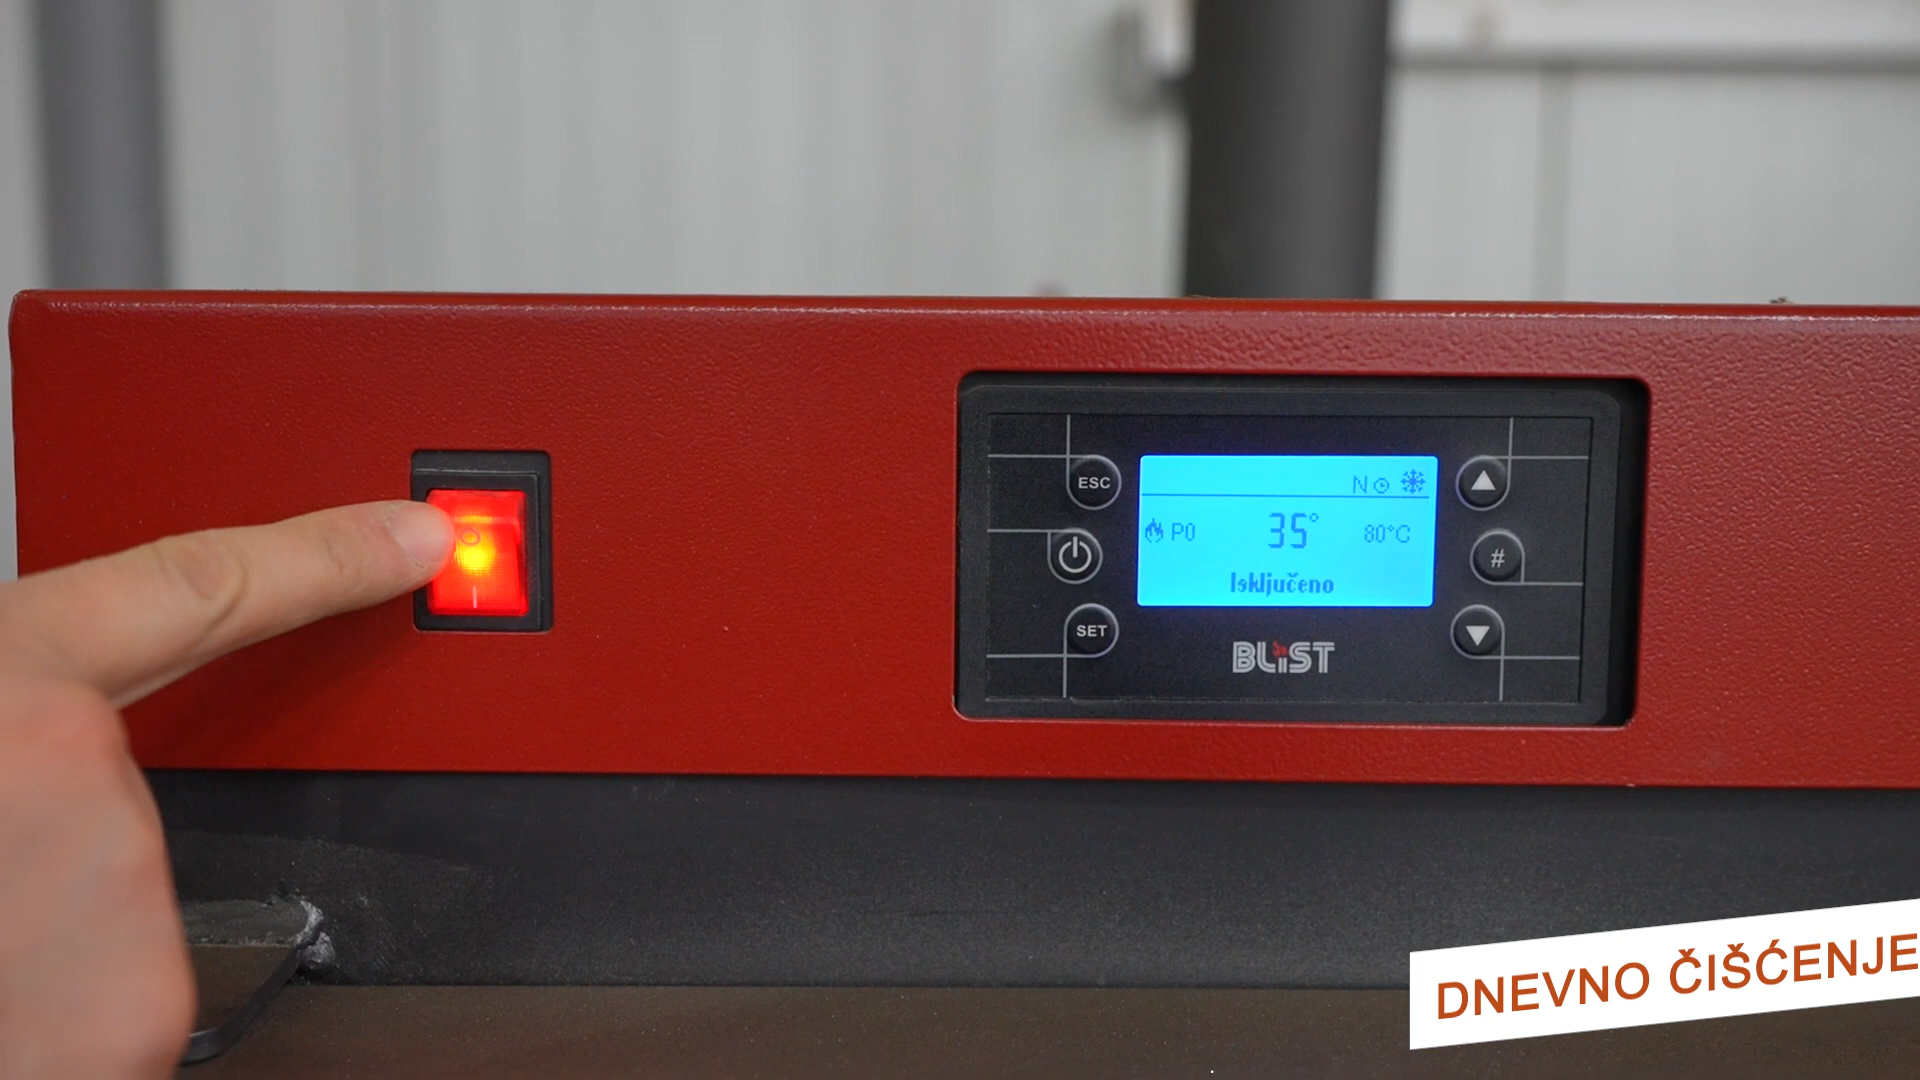 O
I
ESC
SET
#
N
P0 35° 80°C
Isključeno
BLiST
DNEVNO ČIŠĆENJE